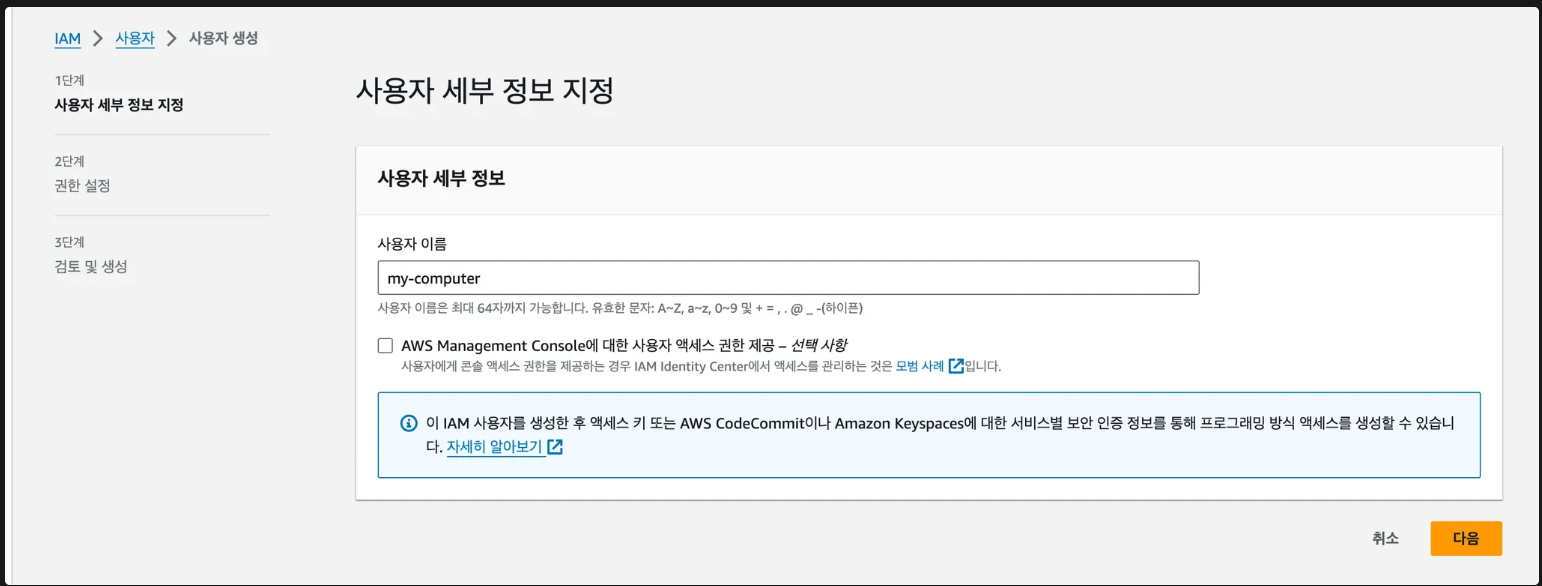 IAM > 사용자 > 사용자 생성
1단계
사용자 세부 정보 지정
2단계
권한 설정
3단계
검토 및 생성
사용자 세부 정보 지정
사용자 세부 정보
사용자 이름
my-computer
사용자 이름은 최대 64자까지 가능합니다. 유효한 문자: A~Z, a~z, 0~9 및 + = , . @ _ -(하이픈)
AWS Management Console에 대한 사용자 액세스 권한 제공 – 선택 사항
사용자에게 콘솔 액세스 권한을 제공하는 경우 IAM Identity Center에서 액세스를 관리하는 것은 모범 사례입니다.
이 IAM 사용자를 생성한 후 액세스 키 또는 AWS CodeCommit이나 Amazon Keyspaces에 대한 서비스별 보안 인증 정보를 통해 프로그래밍 방식 액세스를 생성할 수 있습니
다. 자세히 알아보기
취소
다음